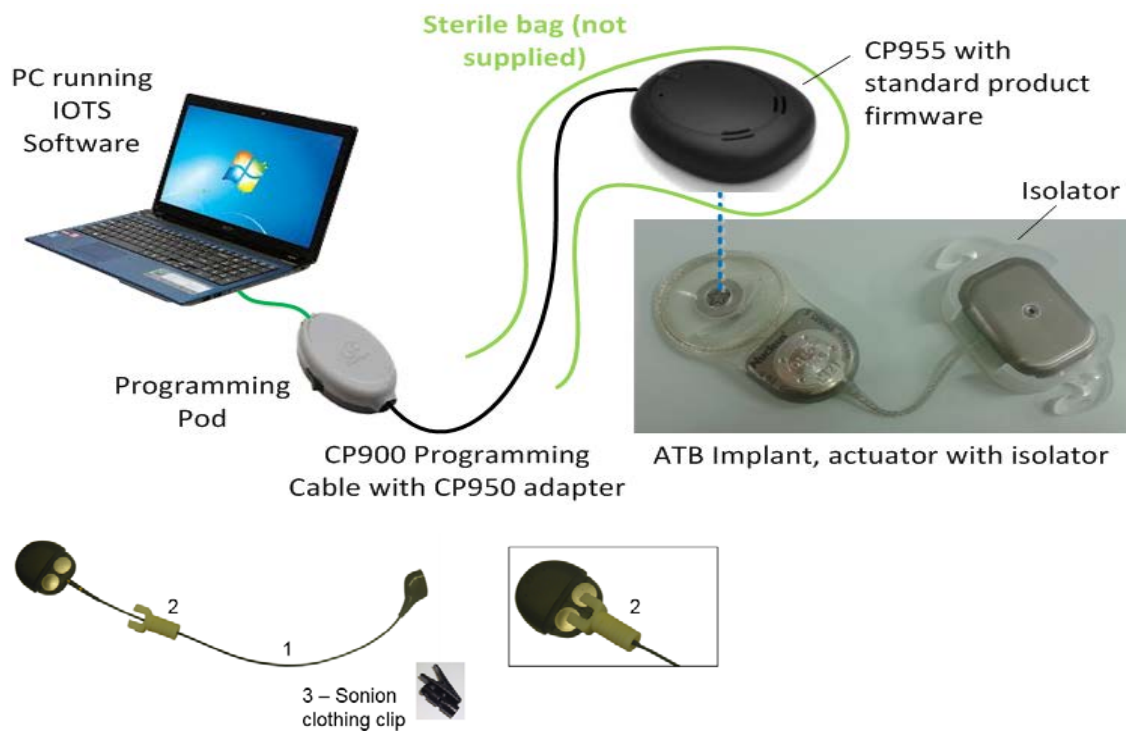 Sterile bag (not
supplied)
CP955 with
standard product
firmware
PC running
IOTS
Software
Isolator
Programming
Pod
CP900 Programming
Cable with CP950 adapter
Nucleus
ATB Implant, actuator with isolator
2
1
3 – Sonion
clothing clip
2